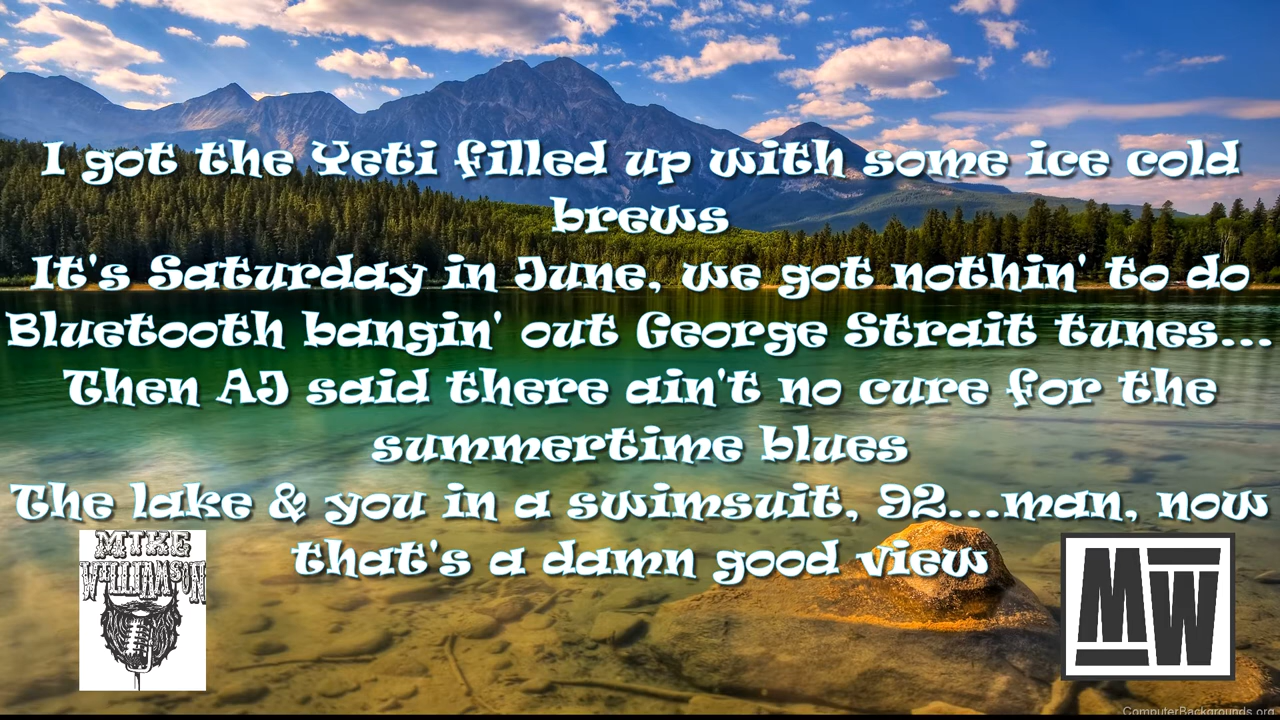 I got the Yeti filled up with some ice cold
brews
It's Saturday in June, we got nothin' to do
Bluetooth bangin' out George Strait tunes...
Then AJ said there ain't no cure for the
summertime blues
The lake & you in a swimsuit, 92...man, now
that's a damn good view
MIKE
WILLIAMSON
MW
ComputerBackgrounds.org